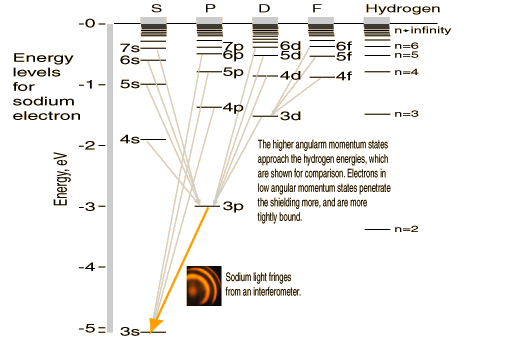 S P D F Hydrogen
-0
n→infinity
7s 7p 6d 6f n=6
6s 6p 5d 5f n=5
Energy
levels
for
sodium
electron
5p 4d 4f n=4
-1
5s
4p
3d n=3
4s
-2
The higher angularm momentum states
approach the hydrogen energies, which
are shown for comparison. Electrons in
low angular momentum states penetrate
the shielding more, and are more
tightly bound.
Energy, eV
-3
3p
n=2
-4
Sodium light fringes
from an interferometer.
-5
3s